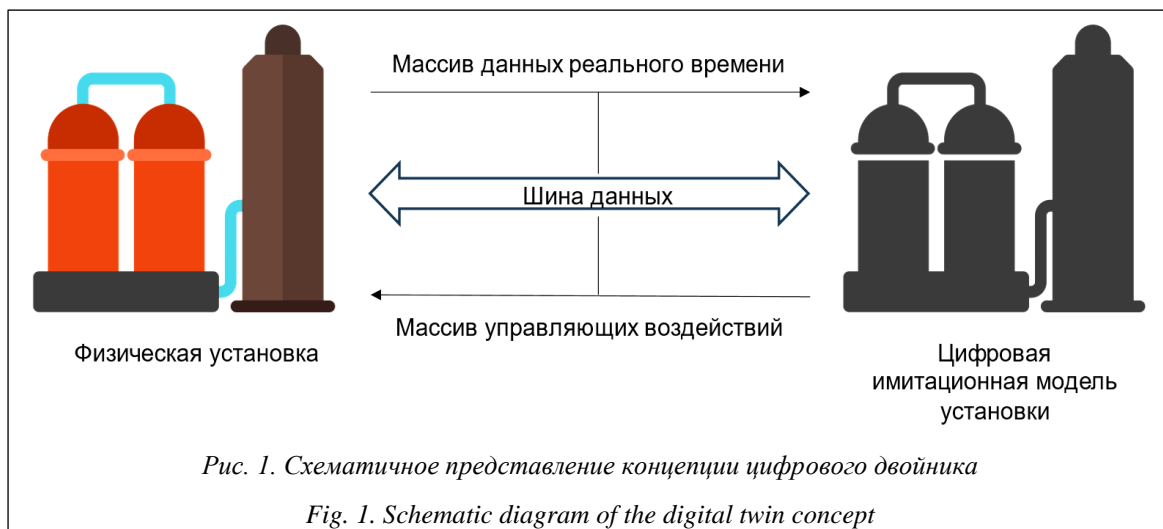 Массив данных реального времени
Шина данных
Массив управляющих воздействий
Физическая установка
Цифровая
имитационная модель
установки
Рис. 1. Схематичное представление концепции цифрового двойника
Fig. 1. Schematic diagram of the digital twin concept